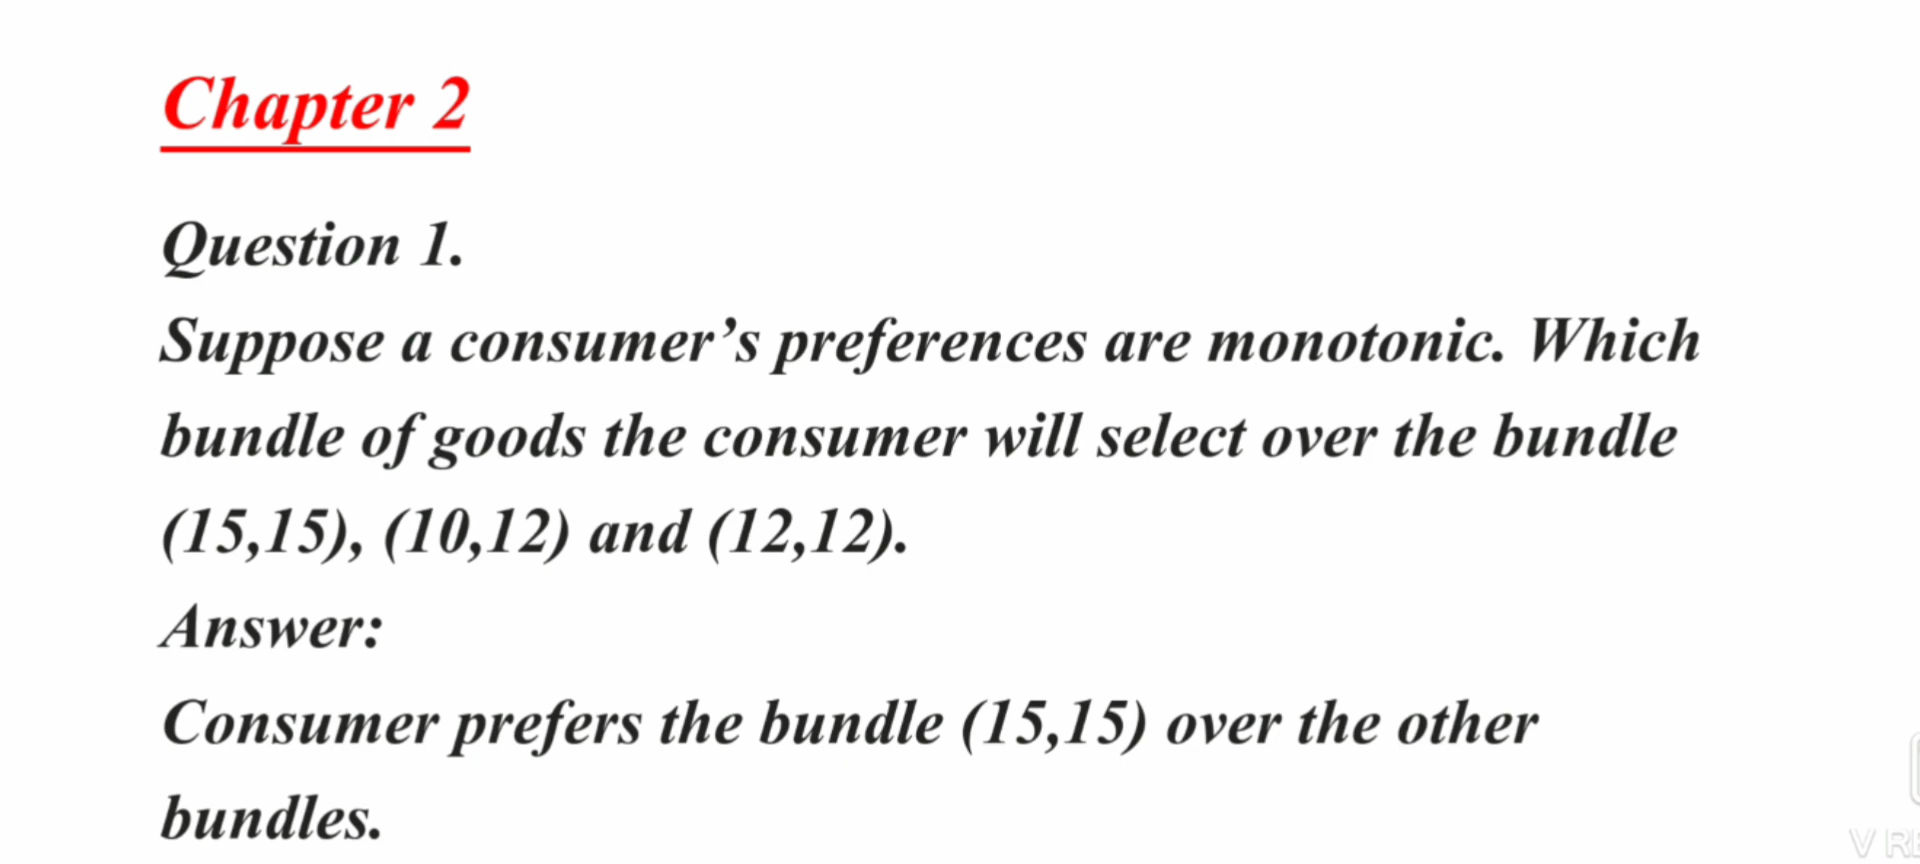 Chapter 2
Question 1.
Suppose a consumer’s preferences are monotonic. Which
bundle of goods the consumer will select over the bundle
(15,15), (10,12) and (12,12).
Answer:
Consumer prefers the bundle (15,15) over the other
bundles.